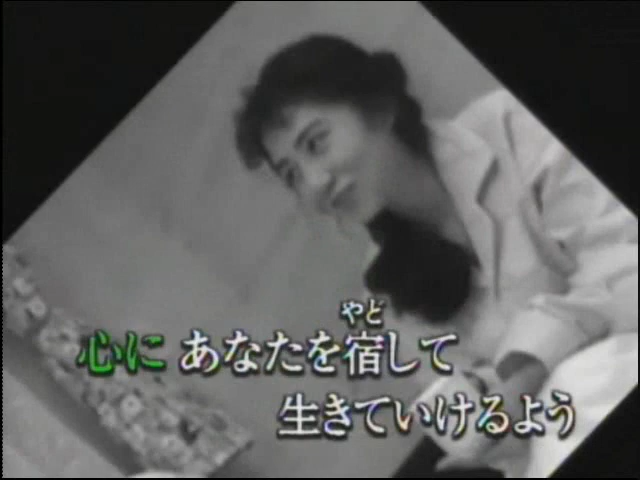 やど
心に あなたを宿して
生きていけるよう